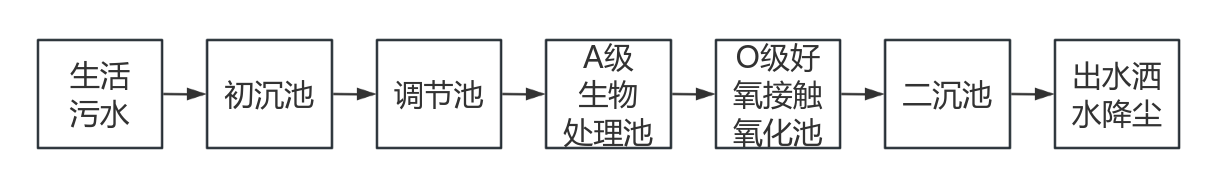 生活
污水
初沉池
调节池
A级
生物
处理池
O级好
氧接触
氧化池
二沉池
出水洒
水降尘